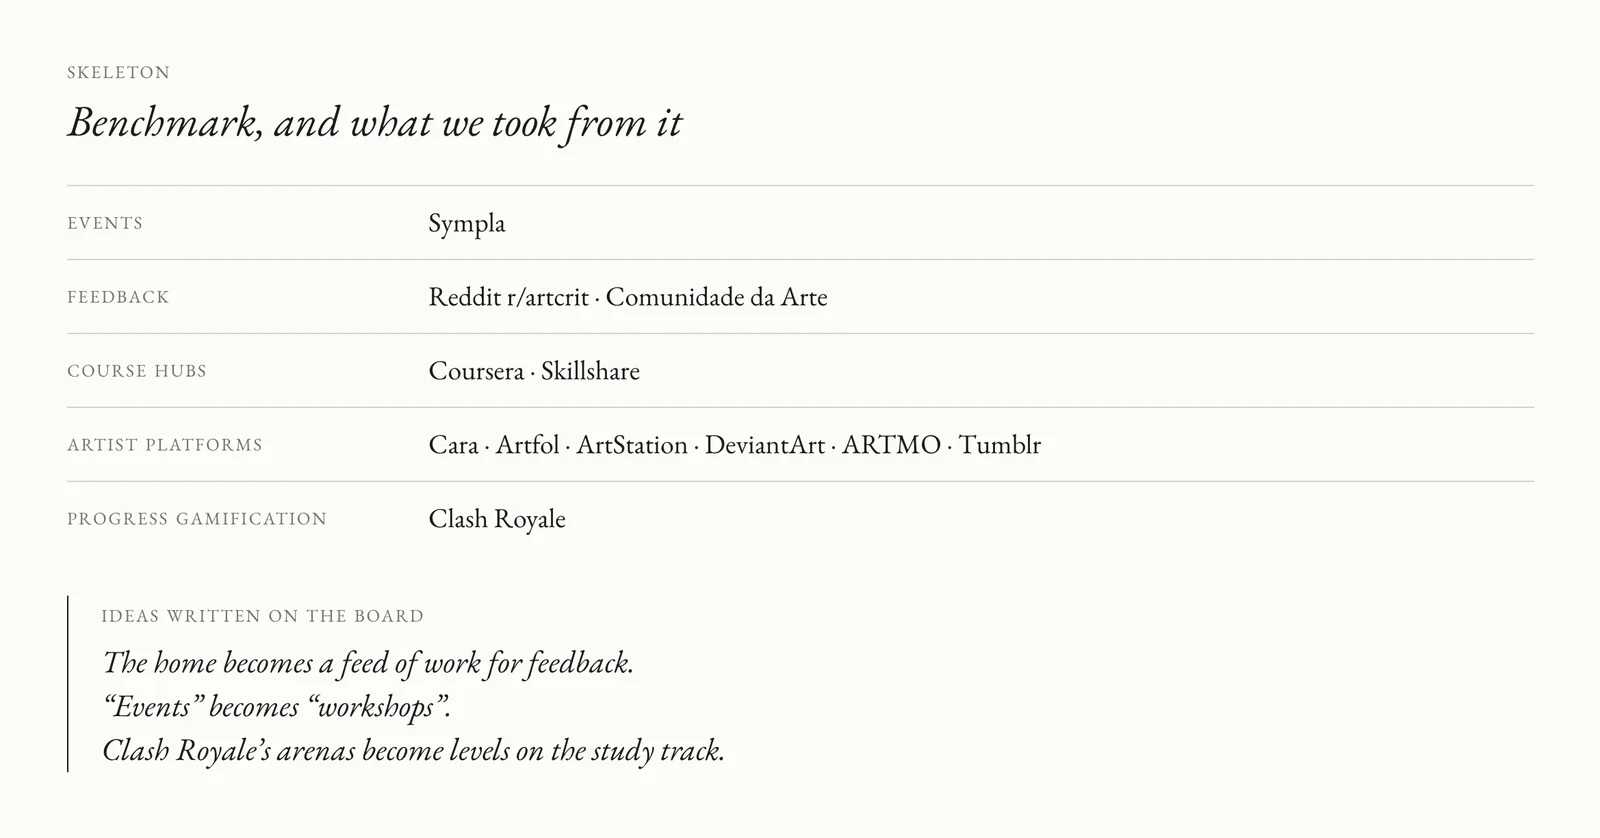 SKELETON
Benchmark, and what we took from it
EVENTS Sympla
FEEDBACK Reddit r/artcrit · Comunidade da Arte
COURSE HUBS Coursera · Skillshare
ARTIST PLATFORMS Cara · Artfol · ArtStation · DeviantArt · ARTMO · Tumblr
PROGRESS GAMIFICATION Clash Royale
IDEAS WRITTEN ON THE BOARD
The home becomes a feed of work for feedback.
“Events” becomes “workshops”.
Clash Royale’s arenas become levels on the study track.